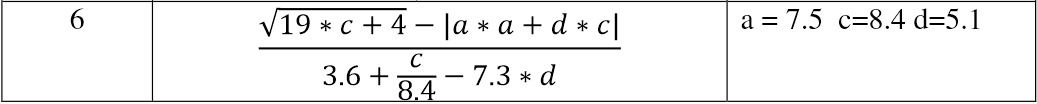 6
√19 ∗ c + 4 − |a ∗ a + d ∗ c|
3.6 + c/8.4 − 7.3 ∗ d
a = 7.5  c=8.4 d=5.1